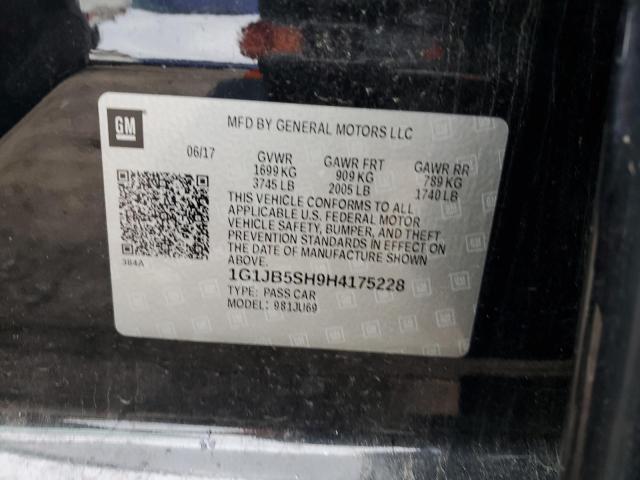 GM
MFD BY GENERAL MOTORS LLC
06/17 GVWR GAWR FRT GAWR RR
1699 KG 909 KG 789 KG
3745 LB 2005 LB 1740 LB
THIS VEHICLE CONFORMS TO ALL
APPLICABLE U.S. FEDERAL MOTOR
VEHICLE SAFETY, BUMPER, AND THEFT
PREVENTION STANDARDS IN EFFECT ON
THE DATE OF MANUFACTURE SHOWN
ABOVE.
384A
1G1JB5SH9H4175228
TYPE: PASS CAR
MODEL: 981JU69